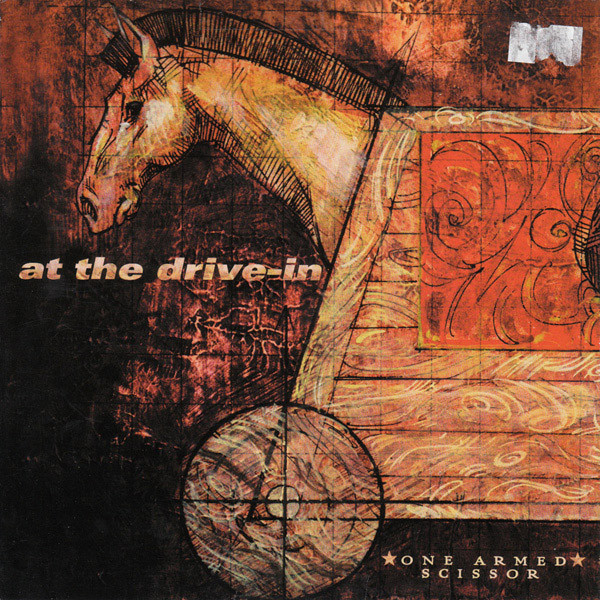 at the drive-in
★ONE ARMED★
SCISSOR